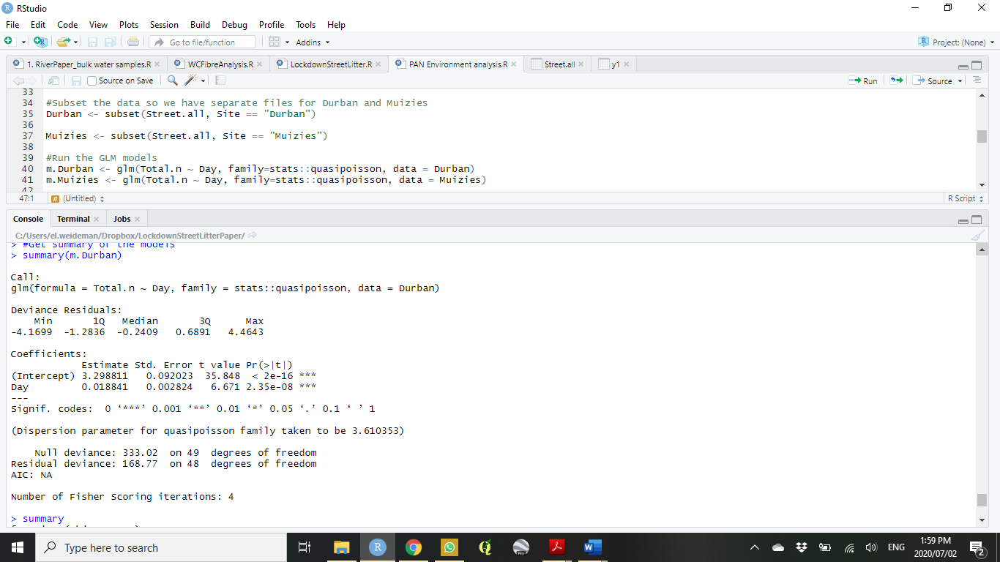 RStudio
File Edit Code View Plots Session Build Debug Profile Tools Help
Go to file/function Addins Project: (None)
1. RiverPaper_bulk water samples.R WCFibreAnalysis.R LockdownStreetLitter.R PAN Environment analysis.R Street.all y1
Source on Save Run Source
33
34 #Subset the data so we have separate files for Durban and Muizies
35 Durban <- subset(Street.all, Site == "Durban")
36
37 Muizies <- subset(Street.all, Site == "Muizies")
38
39 #Run the GLM models
40 m.Durban <- glm(Total.n ~ Day, family=stats::quasipoisson, data = Durban)
41 m.Muizies <- glm(Total.n ~ Day, family=stats::quasipoisson, data = Muizies)
42
47:1 # (Untitled) R Script
Console Terminal Jobs
C:/Users/el.weideman/Dropbox/LockdownStreetLitterPaper/
> #Get summary of the models
> summary(m.Durban)
Call:
glm(formula = Total.n ~ Day, family = stats::quasipoisson, data = Durban)
Deviance Residuals:
Min 1Q Median 3Q Max
-4.1699 -1.2836 -0.2409 0.6891 4.4643
Coefficients:
Estimate Std. Error t value Pr(>|t|)
(Intercept) 3.298811 0.092023 35.848 < 2e-16 ***
Day 0.018841 0.002824 6.671 2.35e-08 ***
---
Signif. codes: 0 ‘***’ 0.001 ‘**’ 0.01 ‘*’ 0.05 ‘.’ 0.1 ‘ ’ 1
(Dispersion parameter for quasipoisson family taken to be 3.610353)
Null deviance: 333.02 on 49 degrees of freedom
Residual deviance: 168.77 on 48 degrees of freedom
AIC: NA
Number of Fisher Scoring iterations: 4
> summary
Type here to search
ENG
1:59 PM
2020/07/02
2